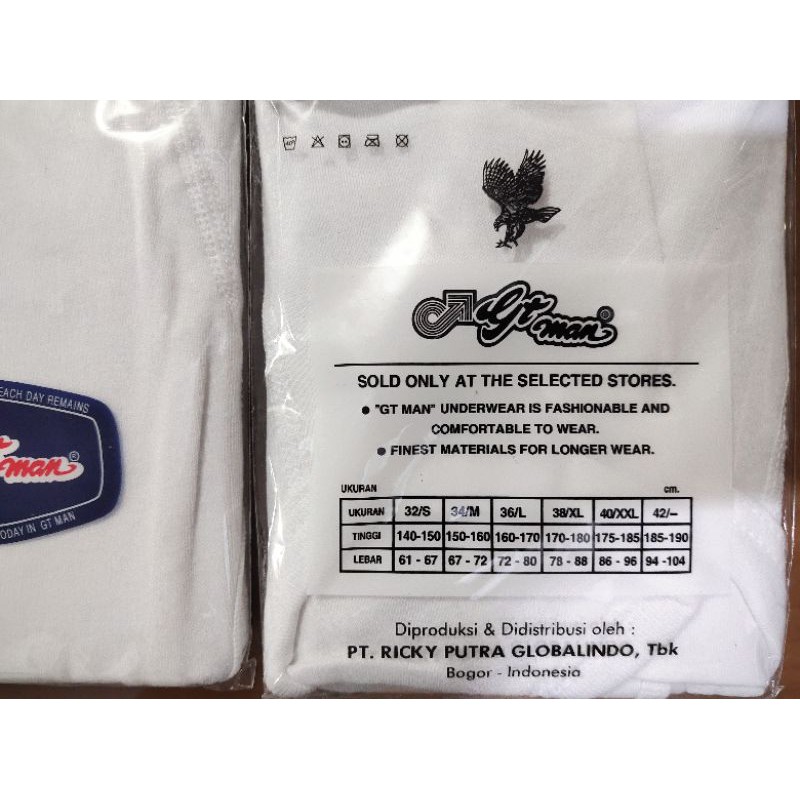 EACH DAY REMAINS
Gt man®
TODAY IN GT MAN
Gt man®
SOLD ONLY AT THE SELECTED STORES.
● "GT MAN" UNDERWEAR IS FASHIONABLE AND
COMFORTABLE TO WEAR.
● FINEST MATERIALS FOR LONGER WEAR.
UKURAN cm.
UKURAN 32/S 34/M 36/L 38/XL 40/XXL 42/–
TINGGI 140-150 150-160 160-170 170-180 175-185 185-190
LEBAR 61 - 67 67 - 72 72 - 80 78 - 88 86 - 96 94 -104
Diproduksi & Didistribusi oleh :
PT. RICKY PUTRA GLOBALINDO, Tbk
Bogor - Indonesia